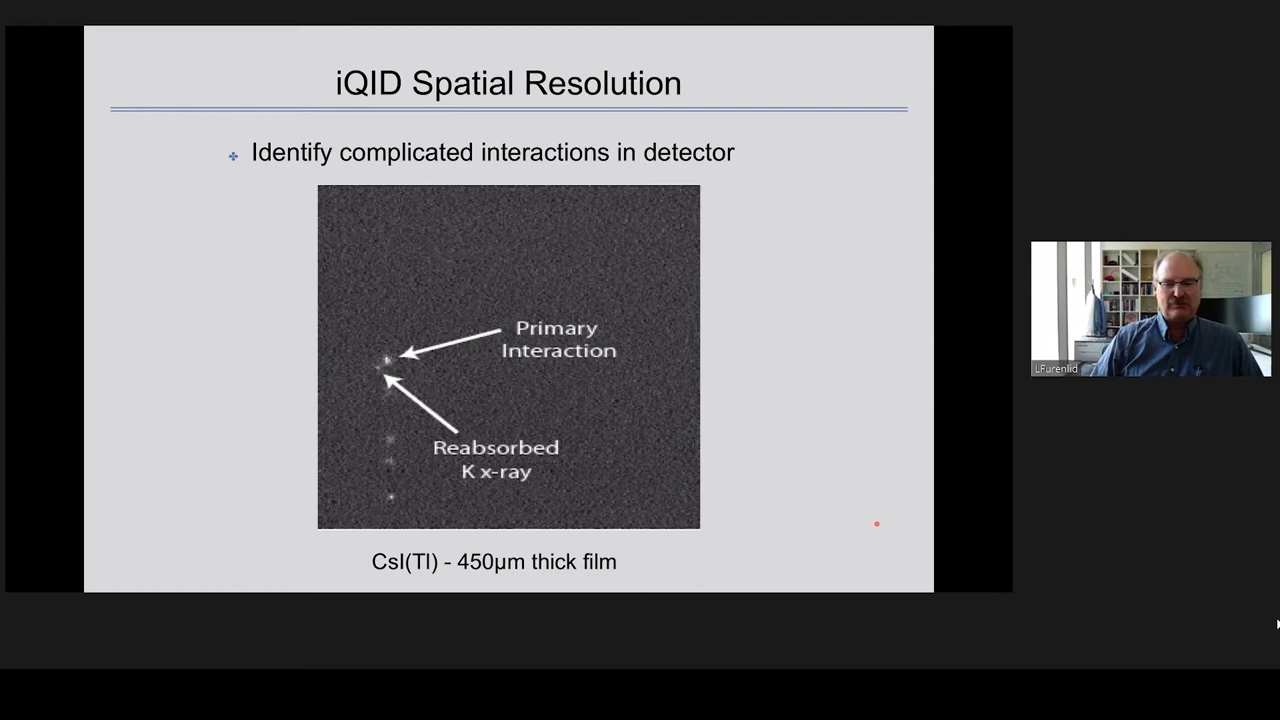 iQID Spatial Resolution
Identify complicated interactions in detector
Primary
Interaction
Reabsorbed
K x-ray
CsI(Tl) - 450μm thick film
LFurenlid